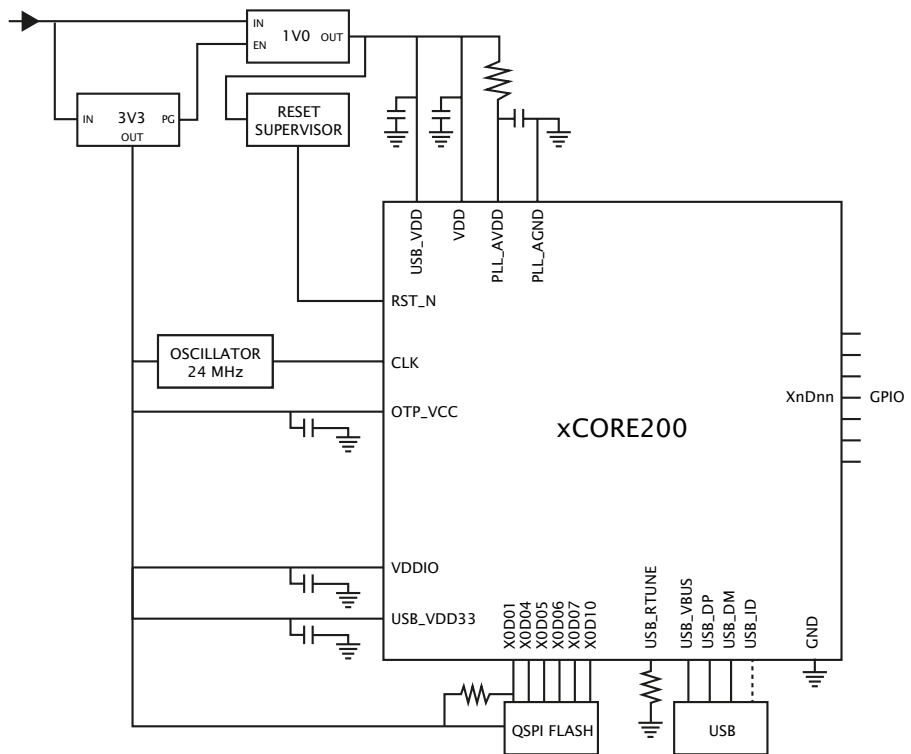 IN
1V0
OUT
EN
IN
3V3
PG
OUT
RESET
SUPERVISOR
USB_VDD
VDD
PLL_AVDD
PLL_AGND
RST_N
OSCILLATOR
24 MHz
CLK
OTP_VCC
XnDnn
GPIO
xCORE200
VDDIO
USB_VDD33
X0D01
X0D04
X0D05
X0D06
X0D07
X0D10
USB_RTUNE
USB_VBUS
USB_DP
USB_DM
USB_ID
GND
QSPI FLASH
USB